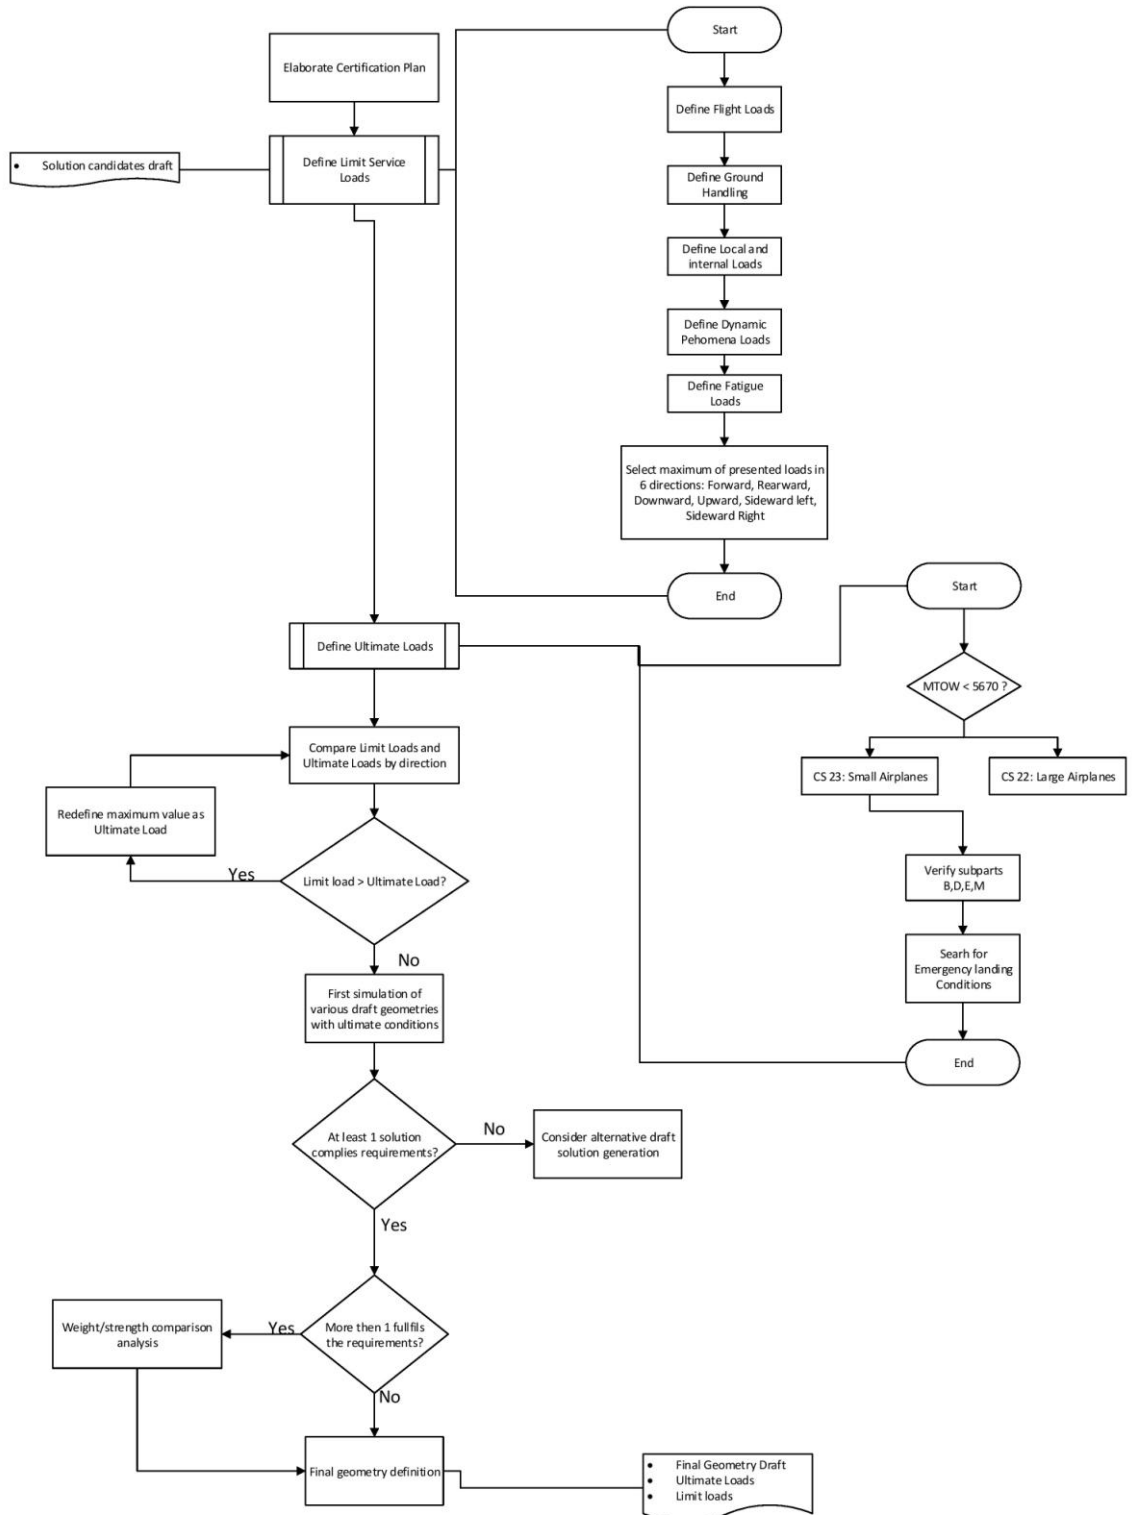 Start
Elaborate Certification Plan
Define Flight Loads
• Solution candidates draft
Define Limit Service
Loads
Define Ground
Handling
Define Local and
internal Loads
Define Dynamic
Pehomena Loads
Define Fatigue
Loads
Select maximum of presented loads in
6 directions: Forward, Rearward,
Downward, Upward, Sideward left,
Sideward Right
End
Start
Define Ultimate Loads
MTOW < 5670 ?
Compare Limit Loads and
Ultimate Loads by direction
CS 23: Small Airplanes
CS 22: Large Airplanes
Redefine maximum value as
Ultimate Load
Yes
Limit load > Ultimate Load?
Verify subparts
B,D,E,M
No
Searh for
Emergency landing
Conditions
First simulation of
various draft geometries
with ultimate conditions
End
At least 1 solution
complies requirements?
No
Consider alternative draft
solution generation
Yes
Weight/strength comparison
analysis
Yes
More then 1 fullfils
the requirements?
No
Final geometry definition
• Final Geometry Draft
• Ultimate Loads
• Limit loads